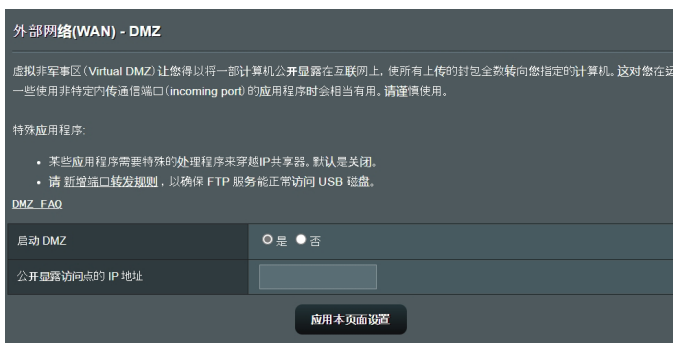 外部网络(WAN) - DMZ
虚拟非军事区(Virtual DMZ)让您得以将一部计算机公开显露在互联网上, 使所有上传的封包全数转向您指定的计算机。这对您在运
一些使用非特定内传通信端口(incoming port)的应用程序时会相当有用。请谨慎使用。
特殊应用程序:
• 某些应用程序需要特殊的处理程序来穿越IP共享器。默认是关闭。
• 请 新增端口转发规则 , 以确保 FTP 服务能正常访问 USB 磁盘。
DMZ FAQ
启动 DMZ 是 否
公开显露访问点的 IP 地址
应用本页面设置